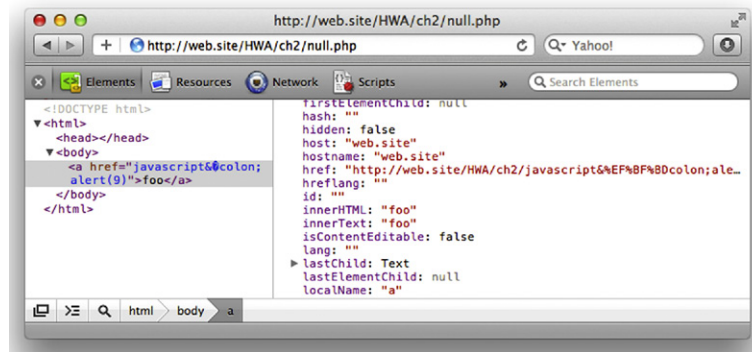 http://web.site/HWA/ch2/null.php
http://web.site/HWA/ch2/null.php
Yahoo!
Elements Resources Network Scripts » Search Elements
<!DOCTYPE html>
▼<html>
<head></head>
▼<body>
<a href="javascript&�colon;
alert(9)">foo</a>
</body>
</html>
firstElementChild: null
hash: ""
hidden: false
host: "web.site"
hostname: "web.site"
href: "http://web.site/HWA/ch2/javascript&%EF%BF%BDcolon;ale…
hreflang: ""
id: ""
innerHTML: "foo"
innerText: "foo"
isContentEditable: false
lang: ""
▶lastChild: Text
lastElementChild: null
localName: "a"
html body a